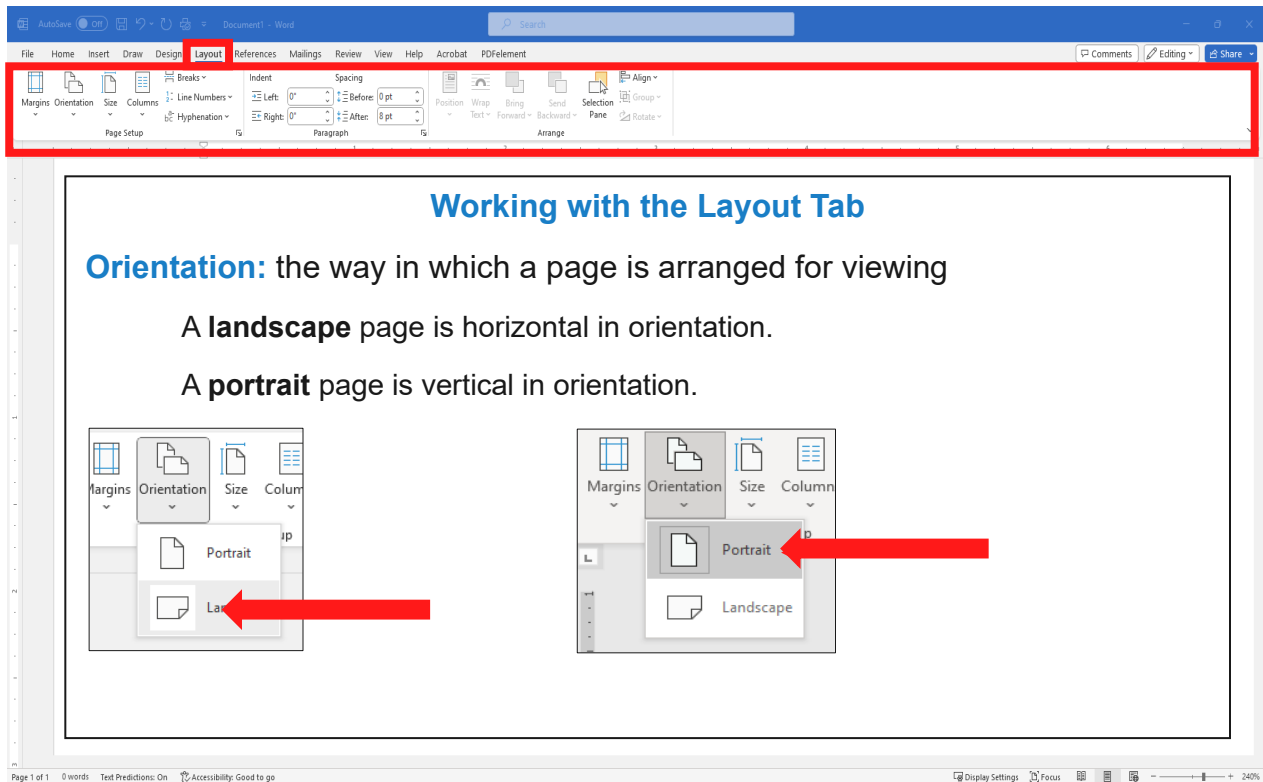 AutoSave Off Document1 - Word Search
File Home Insert Draw Design Layout References Mailings Review View Help Acrobat PDFelement Comments Editing Share
Margins Orientation Size Columns
Breaks
Line Numbers
Hyphenation
Page Setup
Indent Spacing
Left: 0" Before: 0 pt
Right: 0" After: 8 pt
Paragraph
Position Wrap Text Bring Forward Send Backward Selection Pane
Align
Group
Rotate
Arrange
Working with the Layout Tab
Orientation: the way in which a page is arranged for viewing
A landscape page is horizontal in orientation.
A portrait page is vertical in orientation.
Margins Orientation Size Colum
up
Portrait
Lan
Margins Orientation Size Column
p
Portrait
Landscape
Page 1 of 1 0 words Text Predictions: On Accessibility: Good to go Display Settings Focus 240%